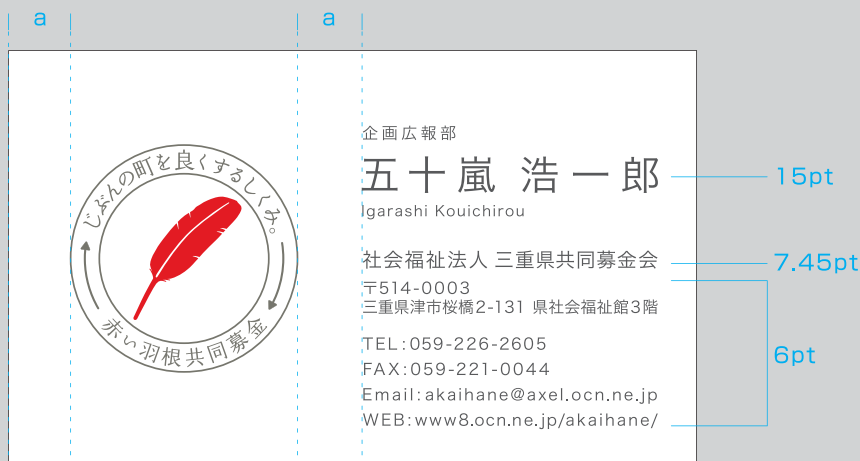 a a
じぶんの町を良くするしくみ。
赤い羽根共同募金
企画広報部
五十嵐 浩一郎
Igarashi Kouichirou
社会福祉法人 三重県共同募金会
〒514-0003
三重県津市桜橋2-131 県社会福祉館3階
TEL:059-226-2605
FAX:059-221-0044
Email:akaihane@axel.ocn.ne.jp
WEB:www8.ocn.ne.jp/akaihane/
15pt
7.45pt
6pt